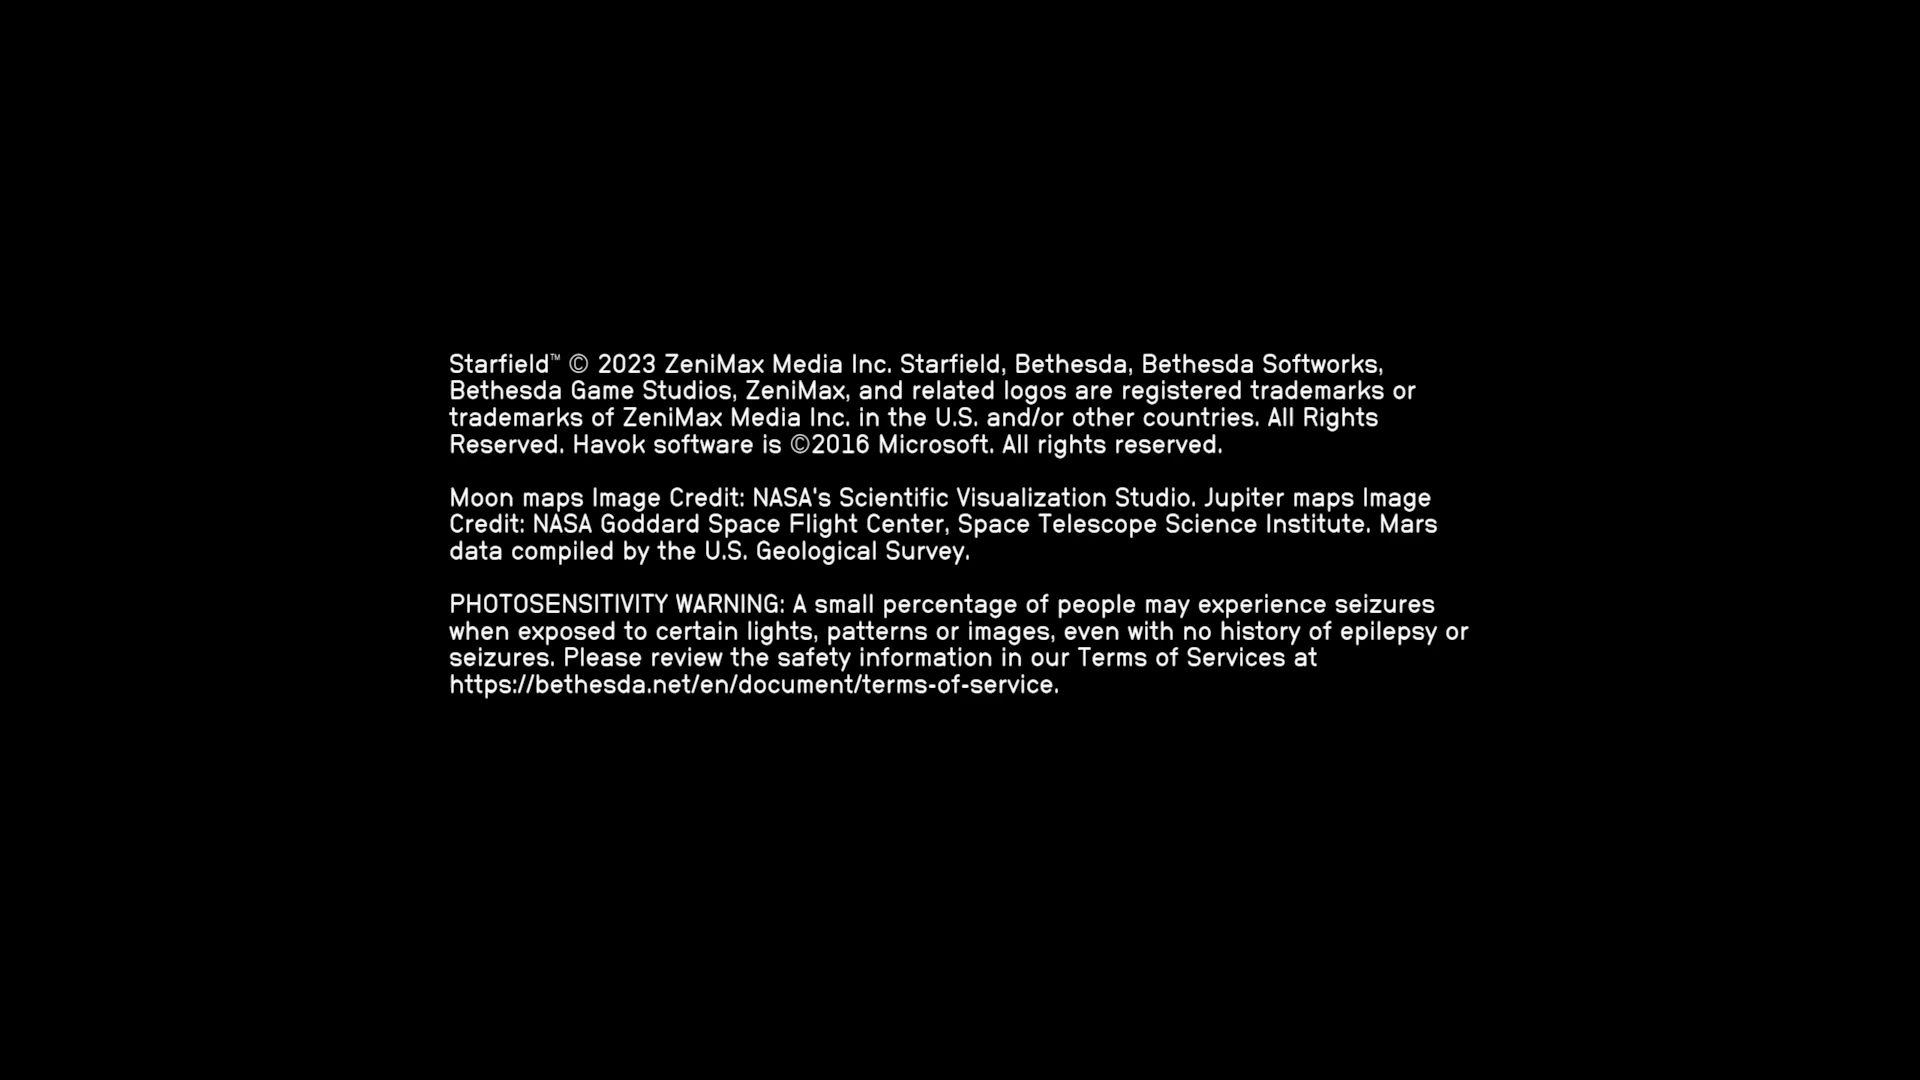 Starfield™ © 2023 ZeniMax Media Inc. Starfield, Bethesda, Bethesda Softworks,
Bethesda Game Studios, ZeniMax, and related logos are registered trademarks or
trademarks of ZeniMax Media Inc. in the U.S. and/or other countries. All Rights
Reserved. Havok software is ©2016 Microsoft. All rights reserved.
Moon maps Image Credit: NASA's Scientific Visualization Studio. Jupiter maps Image
Credit: NASA Goddard Space Flight Center, Space Telescope Science Institute. Mars
data compiled by the U.S. Geological Survey.
PHOTOSENSITIVITY WARNING: A small percentage of people may experience seizures
when exposed to certain lights, patterns or images, even with no history of epilepsy or
seizures. Please review the safety information in our Terms of Services at
https://bethesda.net/en/document/terms-of-service.